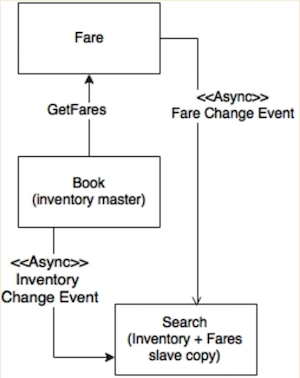 Fare
<<Async>>
Fare Change Event
GetFares
Book
(inventory master)
<<Async>>
Inventory
Change Event
Search
(Inventory + Fares
slave copy)